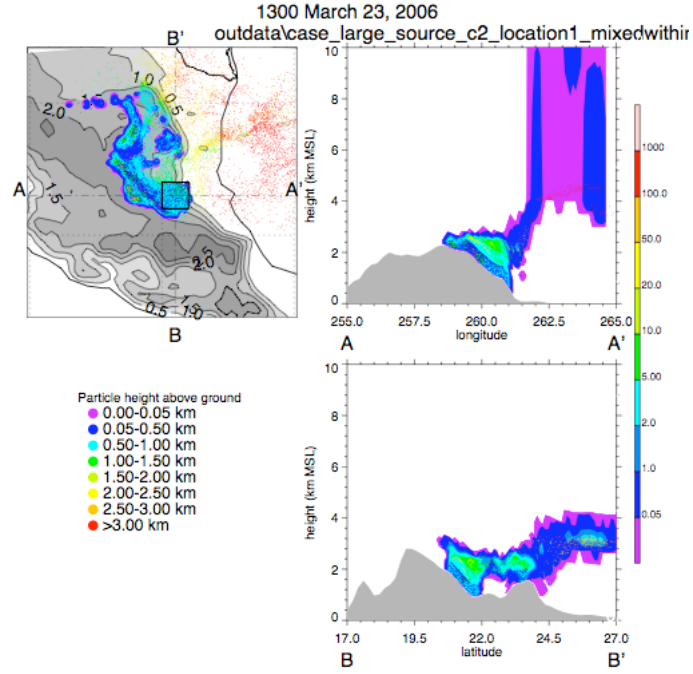 1300 March 23, 2006
outdata\case_large_source_c2_location1_mixedwithin
B'
A
A'
B
2.0
1.0
0.5
1.5
2.5
2.0
0.5
1.0
height (km MSL)
10
8
6
4
2
0
255.0 257.5 260.0 262.5 265.0
longitude
A A'
1000
100.0
50.0
20.0
10.0
5.00
2.0
1.0
0.05
Particle height above ground
0.00-0.05 km
0.05-0.50 km
0.50-1.00 km
1.00-1.50 km
1.50-2.00 km
2.00-2.50 km
2.50-3.00 km
>3.00 km
height (km MSL)
10
8
6
4
2
0
17.0 19.5 22.0 24.5 27.0
latitude
B B'